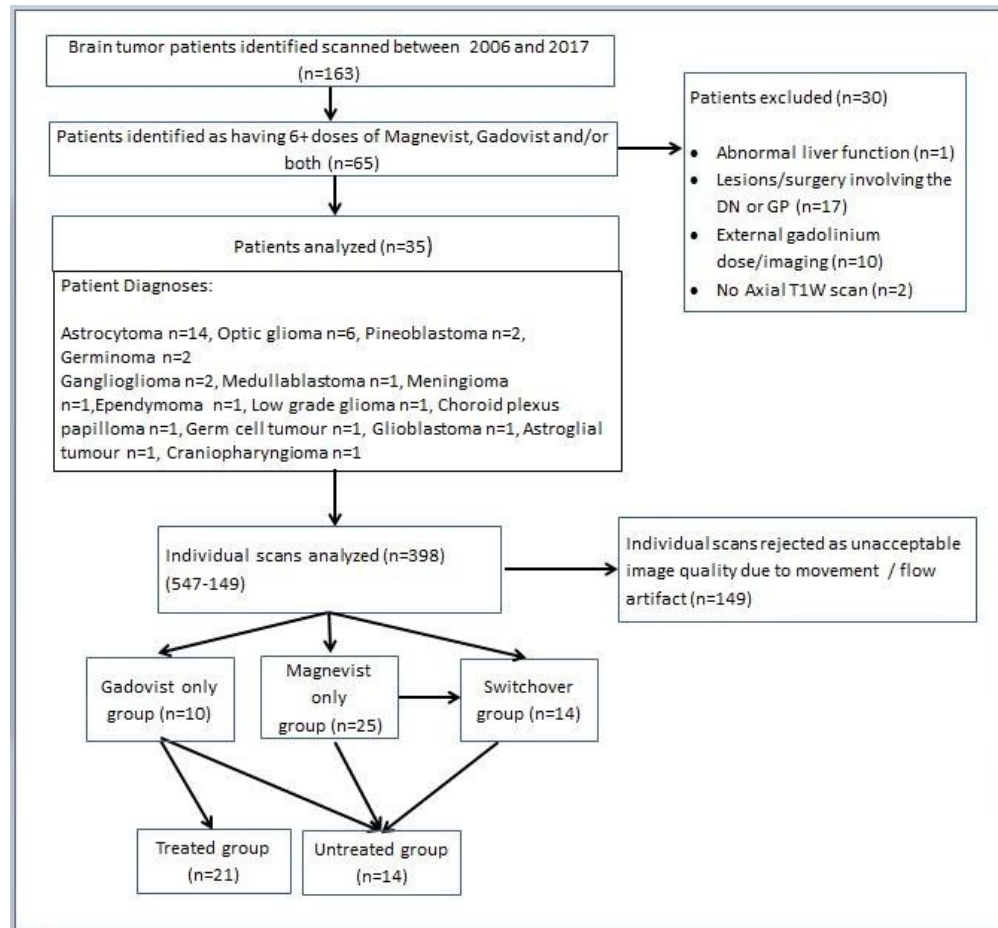 Brain tumor patients identified scanned between 2006 and 2017
(n=163)
Patients identified as having 6+ doses of Magnevist, Gadovist and/or
both (n=65)
Patients excluded (n=30)
• Abnormal liver function (n=1)
• Lesions/surgery involving the
DN or GP (n=17)
• External gadolinium
dose/imaging (n=10)
• No Axial T1W scan (n=2)
Patients analyzed (n=35)
Patient Diagnoses:
Astrocytoma n=14, Optic glioma n=6, Pineoblastoma n=2,
Germinoma n=2
Ganglioglioma n=2, Medullablastoma n=1, Meningioma
n=1,Ependymoma n=1, Low grade glioma n=1, Choroid plexus
papilloma n=1, Germ cell tumour n=1, Glioblastoma n=1, Astroglial
tumour n=1, Craniopharyngioma n=1
Individual scans analyzed (n=398)
(547-149)
Individual scans rejected as unacceptable
image quality due to movement / flow
artifact (n=149)
Gadovist only
group (n=10)
Magnevist
only
group (n=25)
Switchover
group (n=14)
Treated group
(n=21)
Untreated group
(n=14)